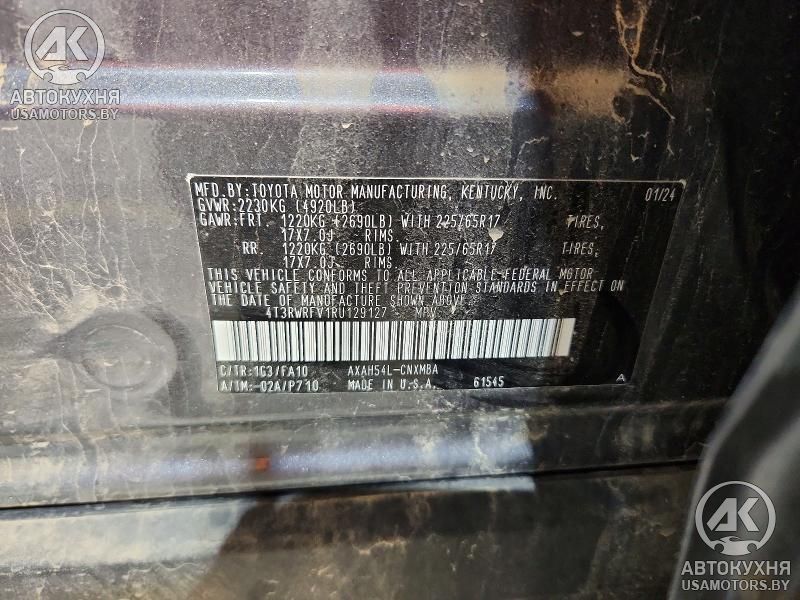 AK
АВТОКУХНЯ
USAMOTORS.BY
MFD.BY:TOYOTA MOTOR MANUFACTURING, KENTUCKY, INC. 01/24
GVWR:2230KG (4920LB)
GAWR:FRT. 1220KG (2690LB) WITH 225/65R17 TIRES,
17X7.0J RIMS
RR. 1220KG (2690LB) WITH 225/65R17 TIRES,
17X7.0J RIMS
THIS VEHICLE CONFORMS TO ALL APPLICABLE FEDERAL MOTOR
VEHICLE SAFETY AND THEFT PREVENTION STANDARDS IN EFFECT ON
THE DATE OF MANUFACTURE SHOWN ABOVE.
4T3RWRFV1RU129127 MPV
C/TR:1G3/FA10 AXAH54L-CNXMBA
A/TM:-02A/P710 MADE IN U.S.A. 61545 A
AK
АВТОКУХНЯ
USAMOTORS.BY